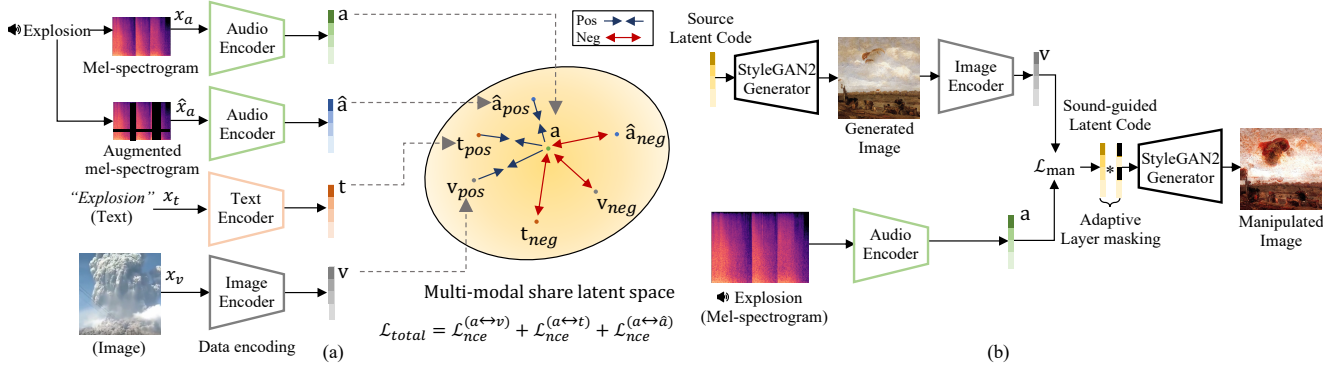 Explosion
x_a
Mel-spectrogram
Audio
Encoder
a
x̂_a
Augmented
mel-spectrogram
Audio
Encoder
â
“Explosion”
(Text)
x_t
Text
Encoder
t
x_v
(Image)
Image
Encoder
v
Data encoding
(a)
Pos
Neg
â_pos
a
â_neg
t_pos
v_pos
v_neg
t_neg
Multi-modal share latent space
ℒ_total = ℒ_nce^(a↔v) + ℒ_nce^(a↔t) + ℒ_nce^(a↔â)
Source
Latent Code
StyleGAN2
Generator
Generated
Image
Image
Encoder
v
Sound-guided
Latent Code
ℒ_man
*
StyleGAN2
Generator
Adaptive
Layer masking
Manipulated
Image
Explosion
(Mel-spectrogram)
Audio
Encoder
a
(b)